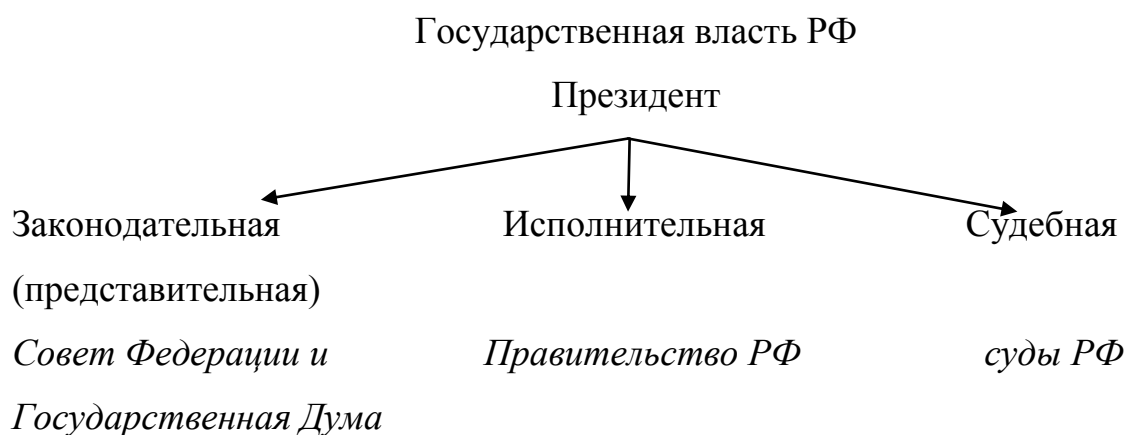 Государственная власть РФ
Президент
Законодательная Исполнительная Судебная
(представительная)
Совет Федерации и Правительство РФ суды РФ
Государственная Дума